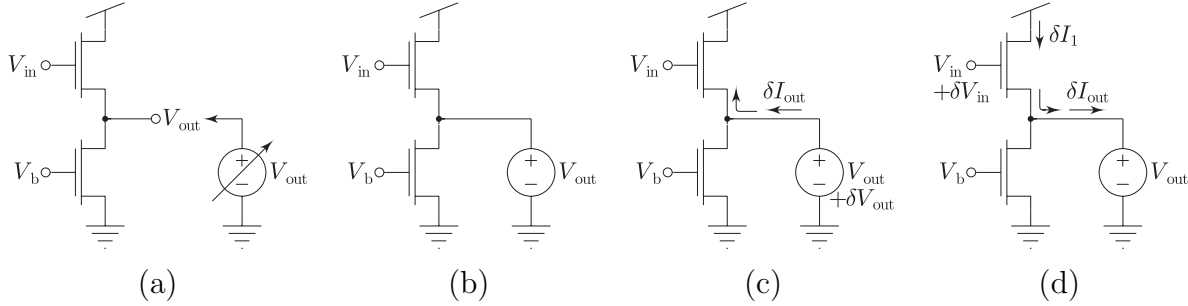 V_in V_out + − V_out V_b
(a)
V_in + − V_out V_b
(b)
V_in δI_out + − V_out +δV_out V_b
(c)
V_in +δV_in δI_1 δI_out + − V_out V_b
(d)